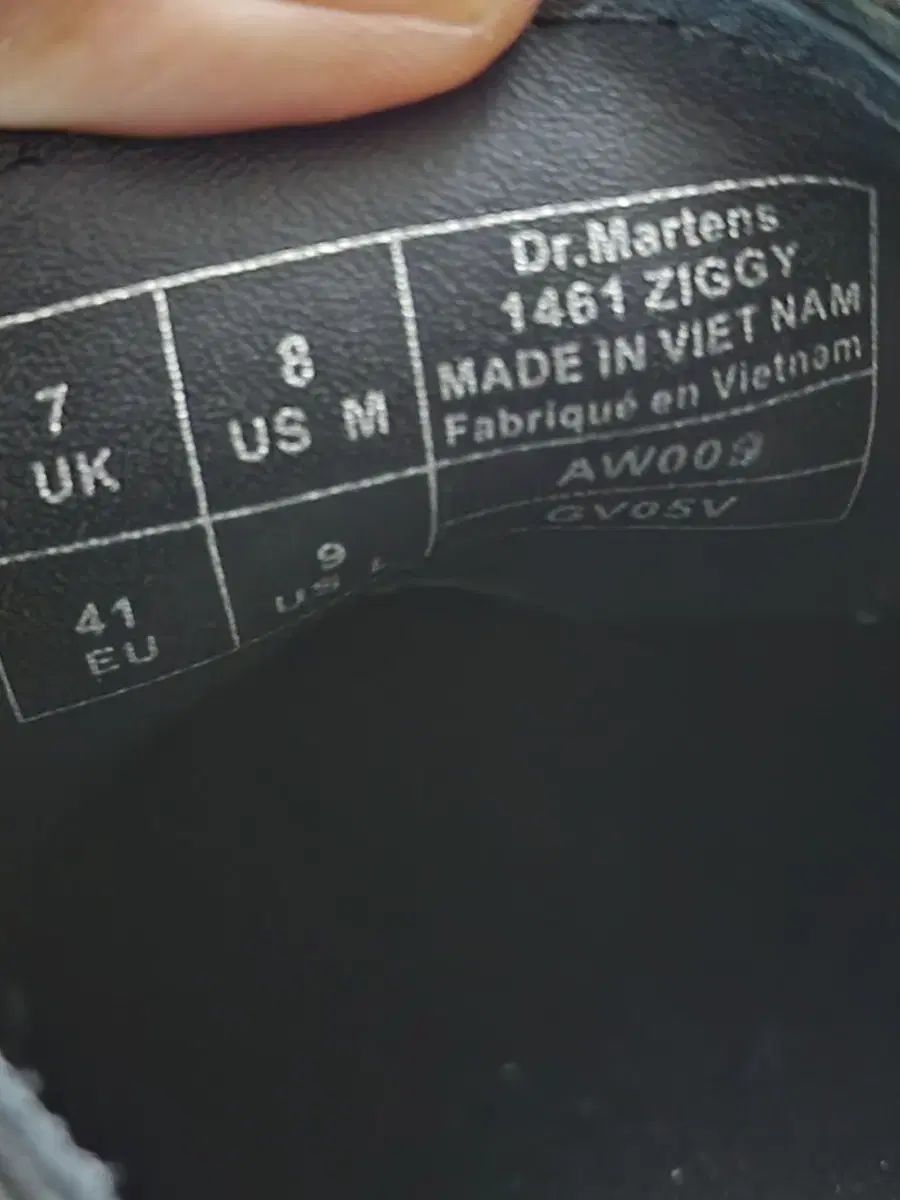 7
UK
8
US M
41
EU
9
US L
Dr.Martens
1461 ZIGGY
MADE IN VIET NAM
Fabriqué en Vietnam
AW009
GV05V